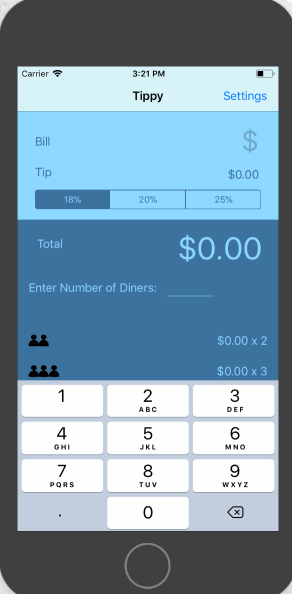 Carrier 3:21 PM
Tippy Settings
Bill $
Tip $0.00
18% 20% 25%
Total $0.00
Enter Number of Diners:
$0.00 x 2
$0.00 x 3
1 2 3
ABC DEF
4 5 6
GHI JKL MNO
7 8 9
PQRS TUV WXYZ
. 0